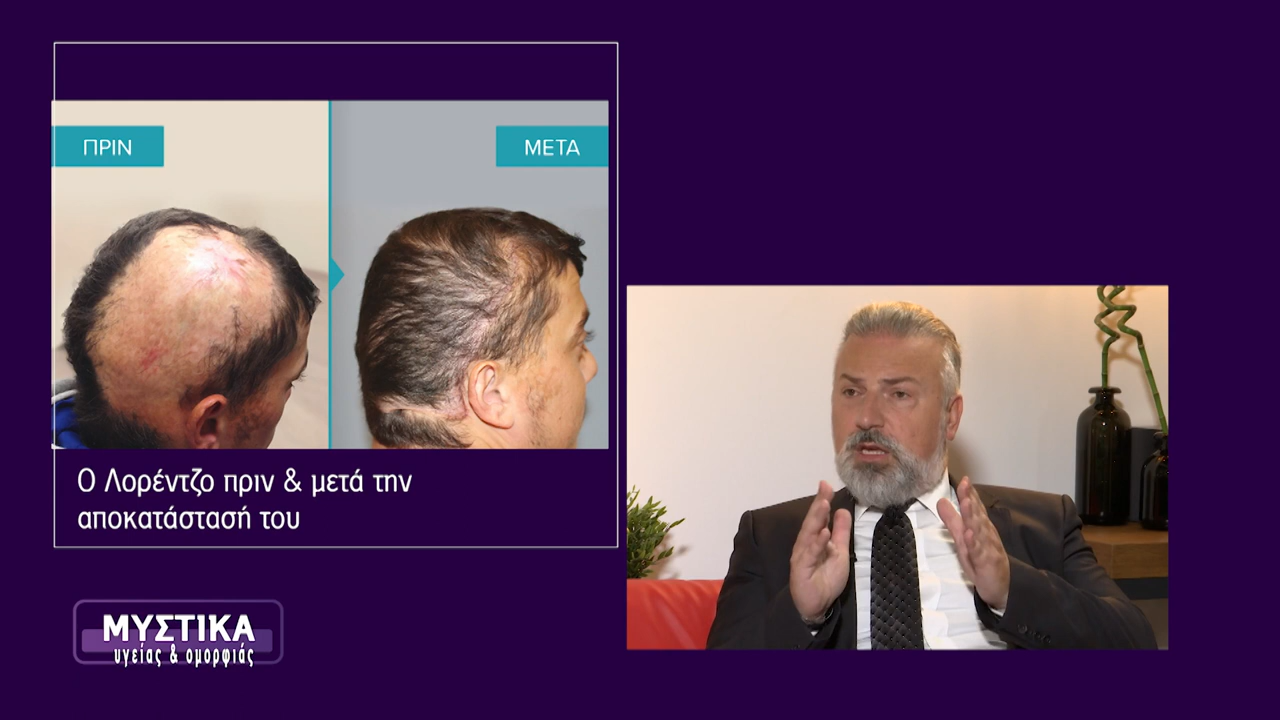 ΠΡΙΝ
ΜΕΤΑ
Ο Λορέντζο πριν & μετά την
αποκατάστασή του
ΜΥΣΤΙΚΑ
υγείας & ομορφιάς